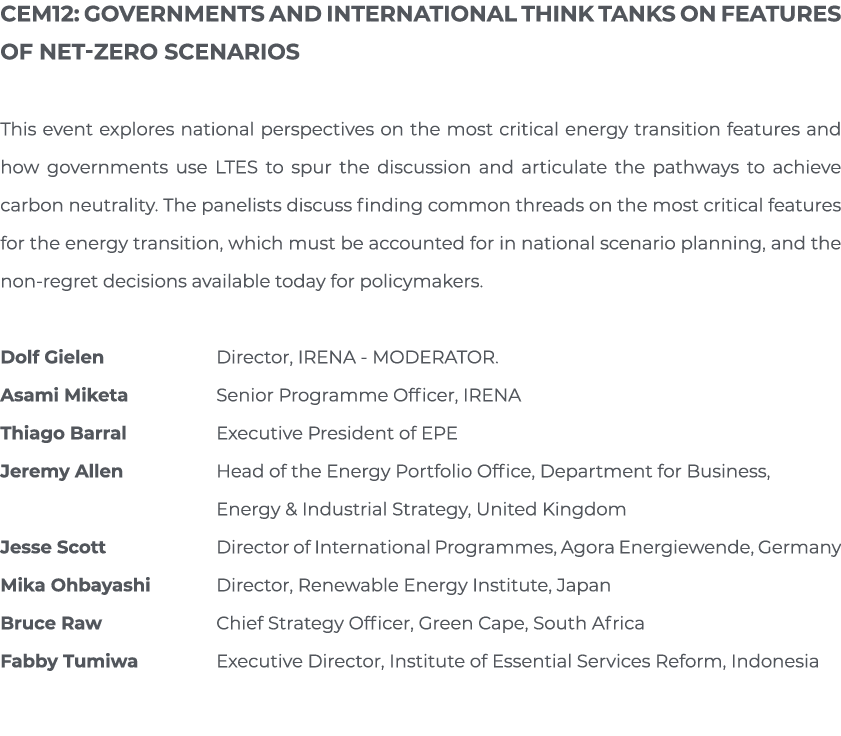 CEM12: GOVERNMENTS AND INTERNATIONAL THINK TANKS ON FEATURES
OF NET-ZERO SCENARIOS
This event explores national perspectives on the most critical energy transition features and
how governments use LTES to spur the discussion and articulate the pathways to achieve
carbon neutrality. The panelists discuss finding common threads on the most critical features
for the energy transition, which must be accounted for in national scenario planning, and the
non-regret decisions available today for policymakers.
Dolf Gielen Director, IRENA - MODERATOR.
Asami Miketa Senior Programme Officer, IRENA
Thiago Barral Executive President of EPE
Jeremy Allen Head of the Energy Portfolio Office, Department for Business,
Energy & Industrial Strategy, United Kingdom
Jesse Scott Director of International Programmes, Agora Energiewende, Germany
Mika Ohbayashi Director, Renewable Energy Institute, Japan
Bruce Raw Chief Strategy Officer, Green Cape, South Africa
Fabby Tumiwa Executive Director, Institute of Essential Services Reform, Indonesia